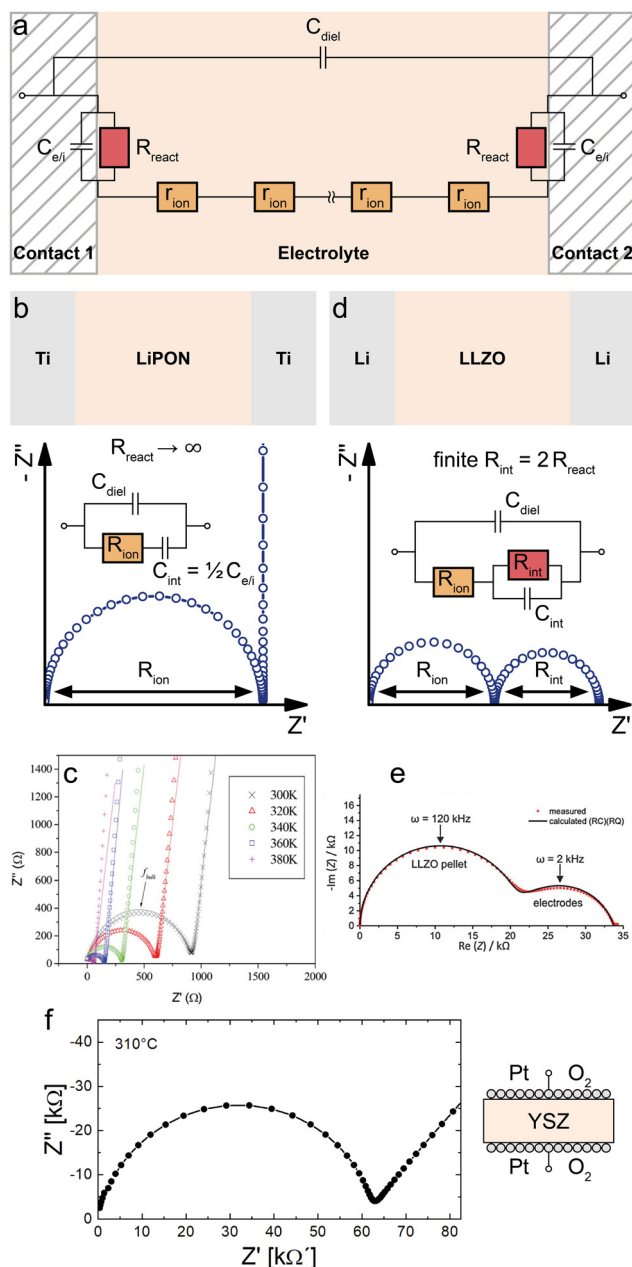 a
C_diel
C_e/i
R_react
R_react
C_e/i
r_ion
r_ion
≈
r_ion
r_ion
Contact 1
Electrolyte
Contact 2
b
Ti
LiPON
Ti
-Z"
R_react → ∞
C_diel
R_ion
C_int = ½ C_e/i
R_ion
Z'
d
Li
LLZO
Li
-Z"
finite R_int = 2 R_react
C_diel
R_ion
R_int
C_int
R_ion
R_int
Z'
c
1400
1200
1000
800
600
400
200
0
Z'' (Ω)
f_bulk
300K
320K
340K
360K
380K
0
500
1000
1500
2000
Z' (Ω)
e
16
14
12
10
8
6
4
2
0
-Im (Z) / kΩ
ω = 120 kHz
LLZO pellet
measured
calculated (RC)(RQ)
ω = 2 kHz
electrodes
0
5
10
15
20
25
30
35
Re (Z) / kΩ
f
310°C
-40
-30
-20
-10
0
Z'' [kΩ]
0
10
20
30
40
50
60
70
80
Z' [kΩ´]
Pt
O₂
YSZ
Pt
O₂